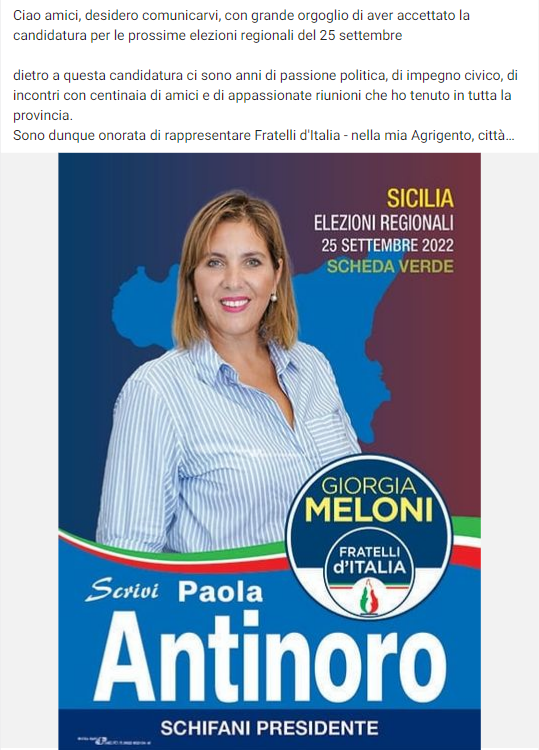 Ciao amici, desidero comunicarvi, con grande orgoglio di aver accettato la
candidatura per le prossime elezioni regionali del 25 settembre
dietro a questa candidatura ci sono anni di passione politica, di impegno civico, di
incontri con centinaia di amici e di appassionate riunioni che ho tenuto in tutta la
provincia.
Sono dunque onorata di rappresentare Fratelli d'Italia - nella mia Agrigento, città...
SICILIA
ELEZIONI REGIONALI
25 SETTEMBRE 2022
SCHEDA VERDE
GIORGIA
MELONI
FRATELLI
d'ITALIA
Scrivi Paola
Antinoro
SCHIFANI PRESIDENTE